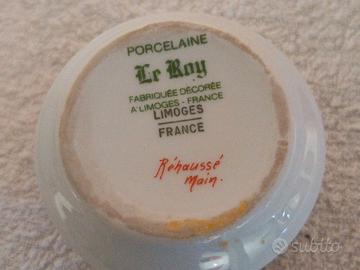 PORCELAINE
Le Roy
FABRIQUÉE DÉCORÉE
A LIMOGES - FRANCE
LIMOGES
FRANCE
Réhaussé
Main.
subito